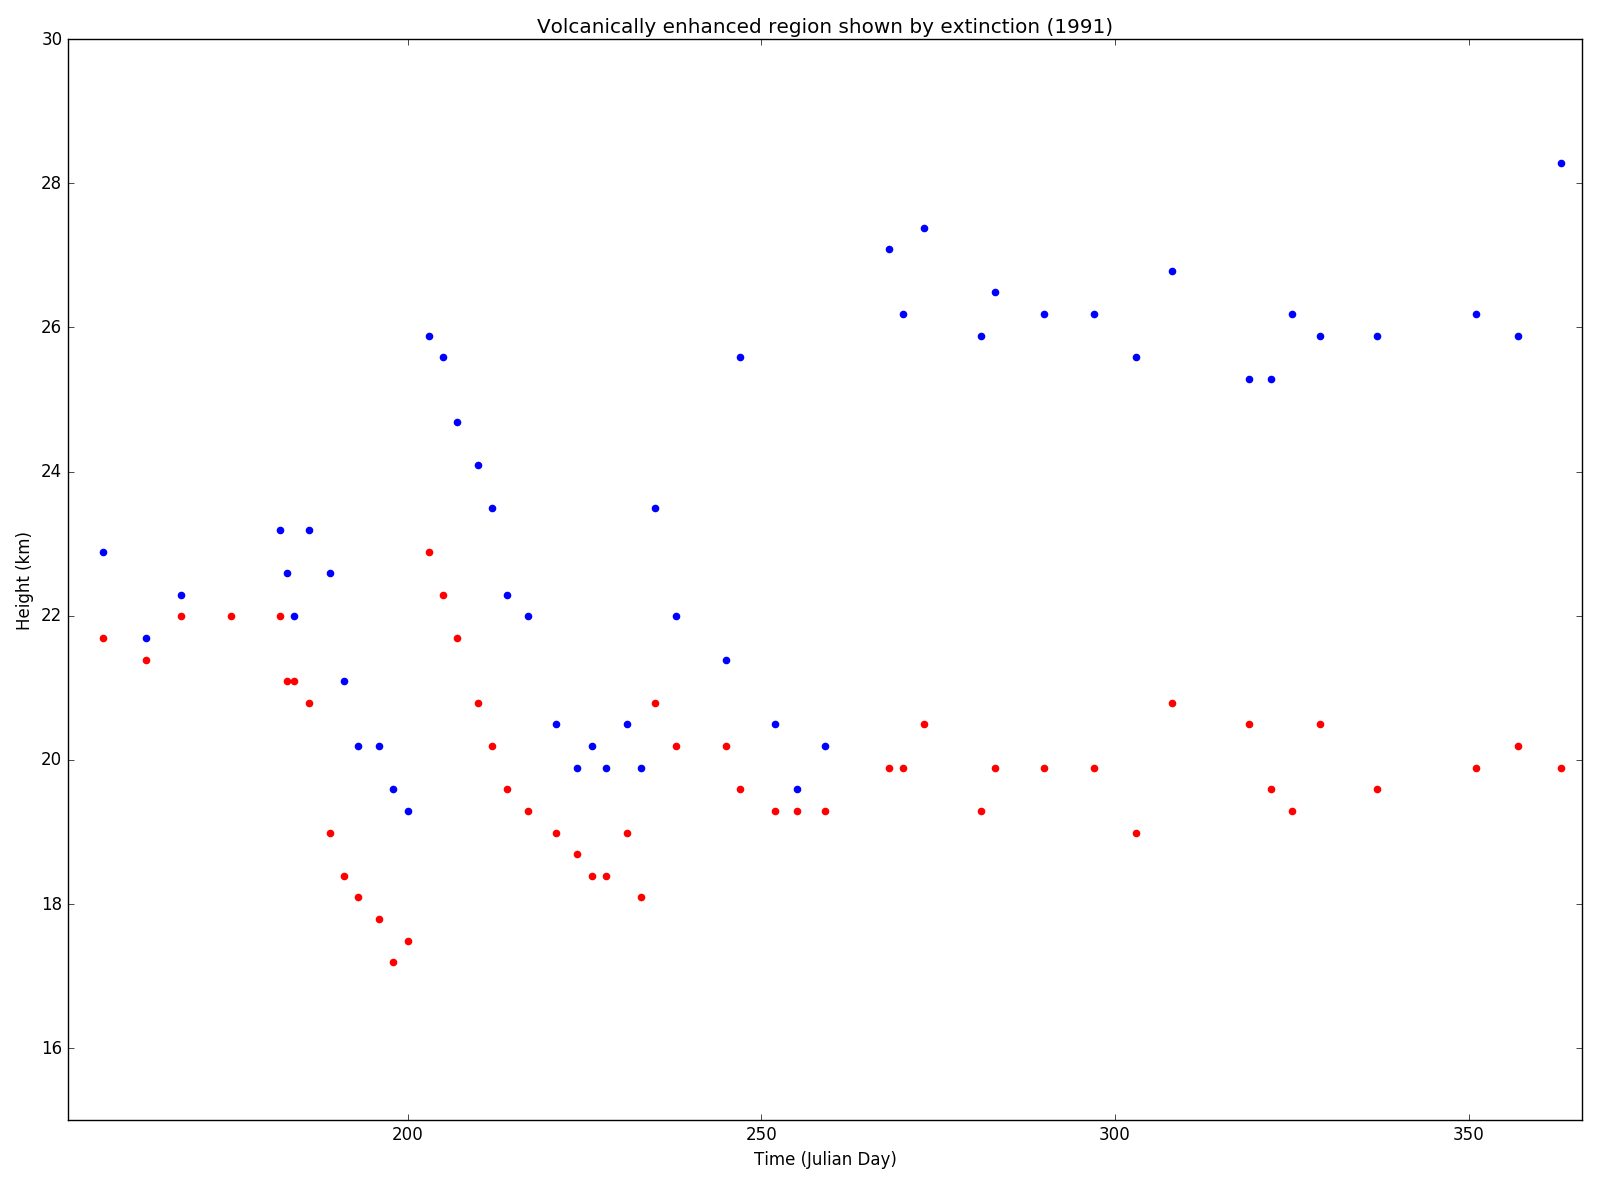 Volcanically enhanced region shown by extinction (1991)
30
28
26
24
22
20
18
16
Height (km)
200 250 300 350
Time (Julian Day)